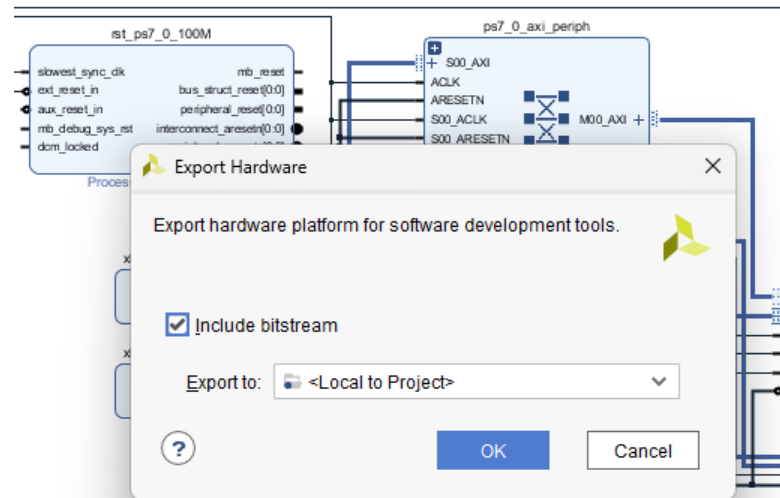 rst_ps7_0_100M
ps7_0_axi_periph
slowest_sync_clk
mb_reset
ext_reset_in
bus_struct_reset[0:0]
aux_reset_in
peripheral_reset[0:0]
mb_debug_sys_rst
interconnect_aresetn[0:0]
dcm_locked
S00_AXI
ACLK
ARESETN
S00_ACLK
M00_AXI
S00_ARESETN
Proces
Export Hardware
Export hardware platform for software development tools.
Include bitstream
Export to:
<Local to Project>
?
OK
Cancel